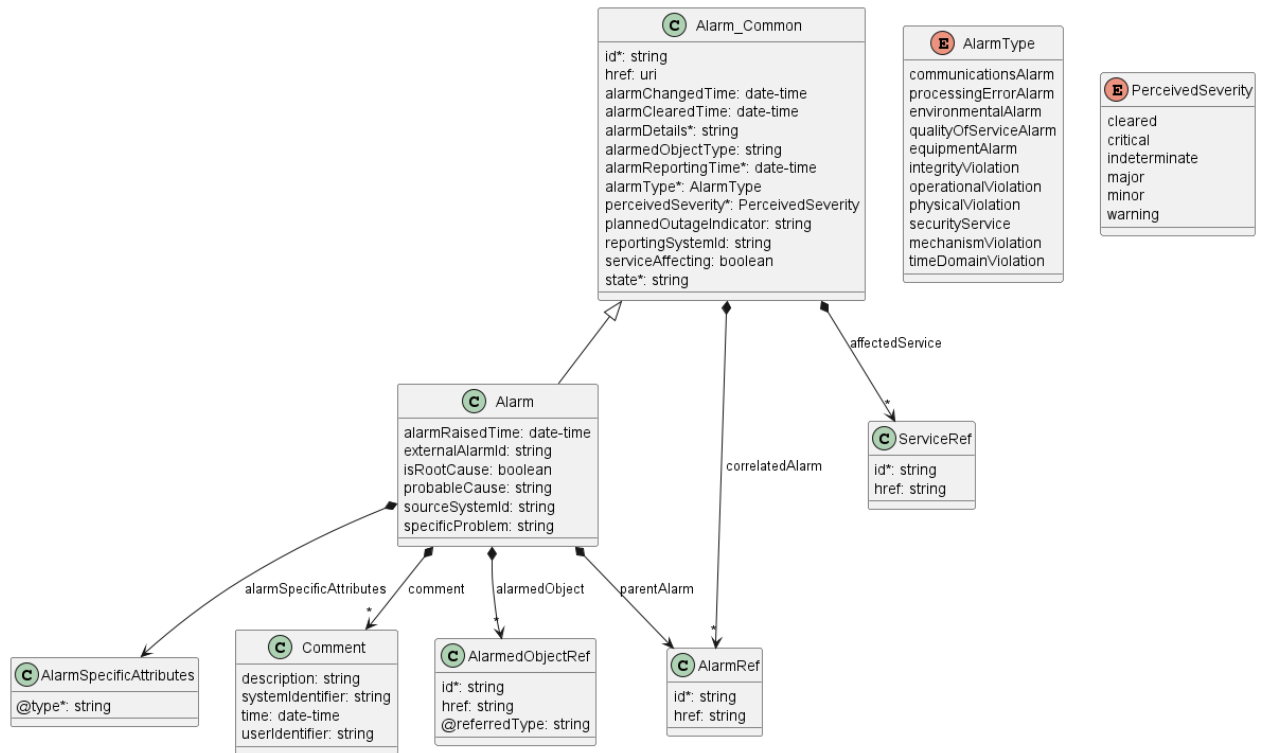 C Alarm_Common
id*: string
href: uri
alarmChangedTime: date-time
alarmClearedTime: date-time
alarmDetails*: string
alarmedObjectType: string
alarmReportingTime*: date-time
alarmType*: AlarmType
perceivedSeverity*: PerceivedSeverity
plannedOutageIndicator: string
reportingSystemId: string
serviceAffecting: boolean
state*: string
E AlarmType
communicationsAlarm
processingErrorAlarm
environmentalAlarm
qualityOfServiceAlarm
equipmentAlarm
integrityViolation
operationalViolation
physicalViolation
securityService
mechanismViolation
timeDomainViolation
E PerceivedSeverity
cleared
critical
indeterminate
major
minor
warning
affectedService
*
C Alarm
alarmRaisedTime: date-time
externalAlarmId: string
isRootCause: boolean
probableCause: string
sourceSystemId: string
specificProblem: string
correlatedAlarm
*
C ServiceRef
id*: string
href: string
alarmSpecificAttributes
comment
*
alarmedObject
*
parentAlarm
C AlarmSpecificAttributes
@type*: string
C Comment
description: string
systemIdentifier: string
time: date-time
userIdentifier: string
C AlarmedObjectRef
id*: string
href: string
@referredType: string
C AlarmRef
id*: string
href: string